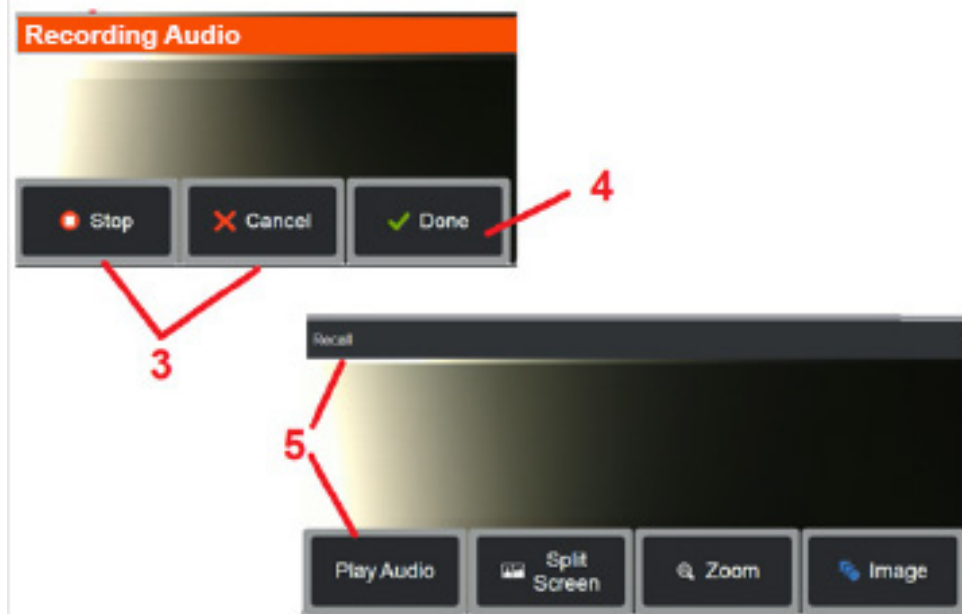 Recording Audio
Stop Cancel Done
4
3
Recall
5
Play Audio Split Screen Zoom Image